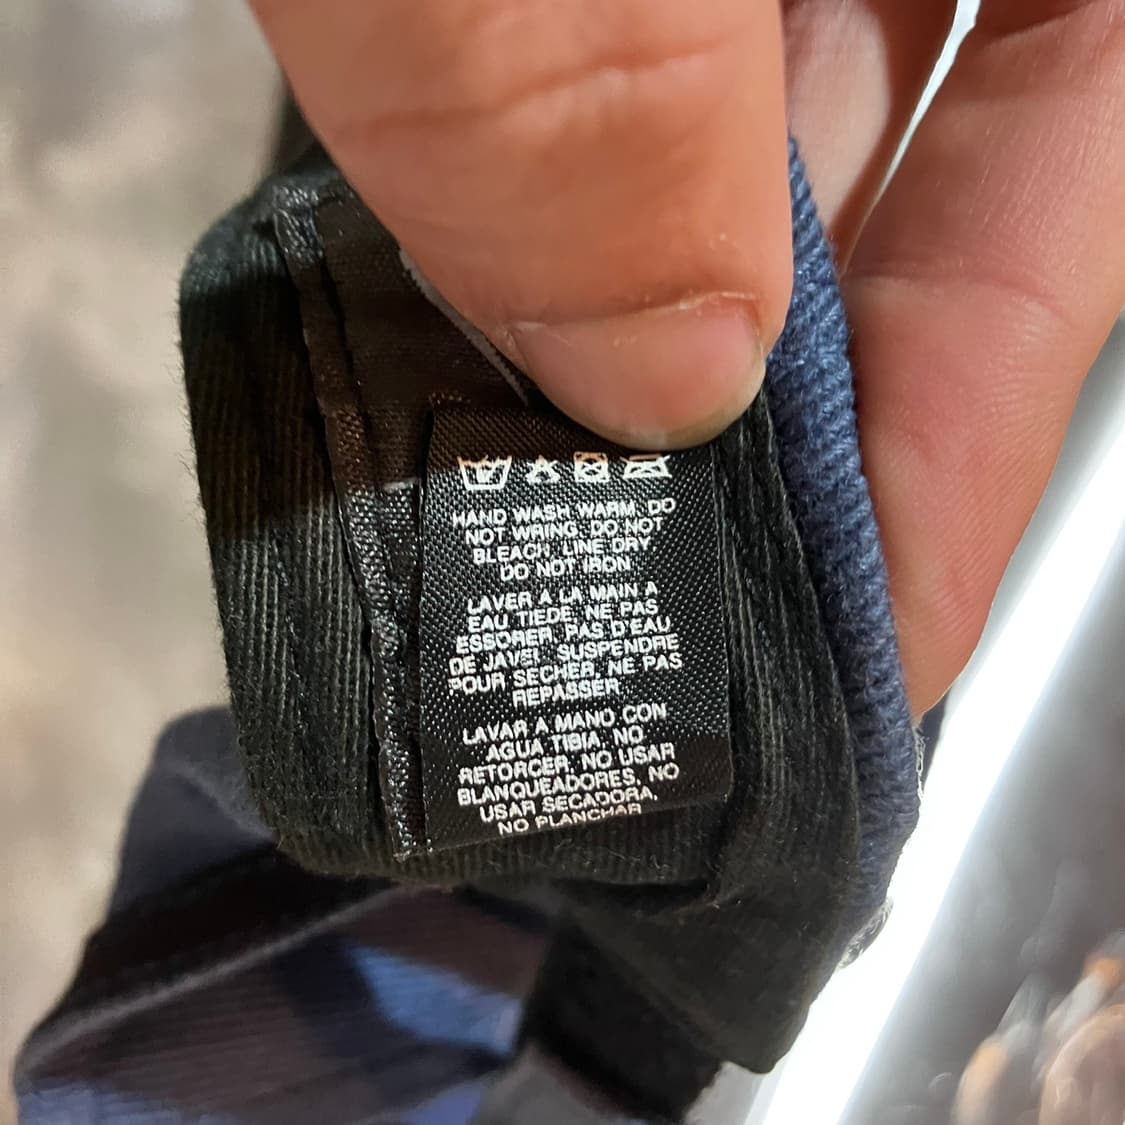 HAND WASH WARM, DO
NOT WRING, DO NOT
BLEACH, LINE DRY
DO NOT IRON
LAVER A LA MAIN A
EAU TIEDE, NE PAS
ESSORER, PAS D'EAU
DE JAVEL, SUSPENDRE
POUR SECHER, NE PAS
REPASSER
LAVAR A MANO CON
AGUA TIBIA, NO
RETORCER, NO USAR
BLANQUEADORES, NO
USAR SECADORA,
NO PLANCHAR